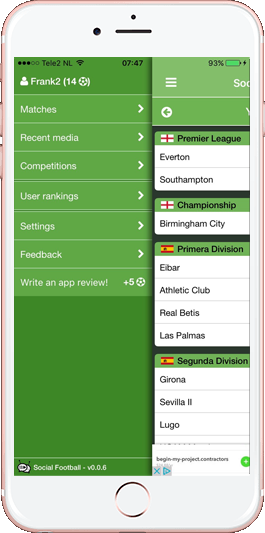 Tele2 NL 07:47 93%
Frank2 (14)
Matches
Recent media
Competitions
User rankings
Settings
Feedback
Write an app review! +5
Social Football - v0.0.6
Soc
Y
Premier League
Everton
Southampton
Championship
Birmingham City
Primera Division
Eibar
Athletic Club
Real Betis
Las Palmas
Segunda Division
Girona
Sevilla II
Lugo
begin-my-project.contractors